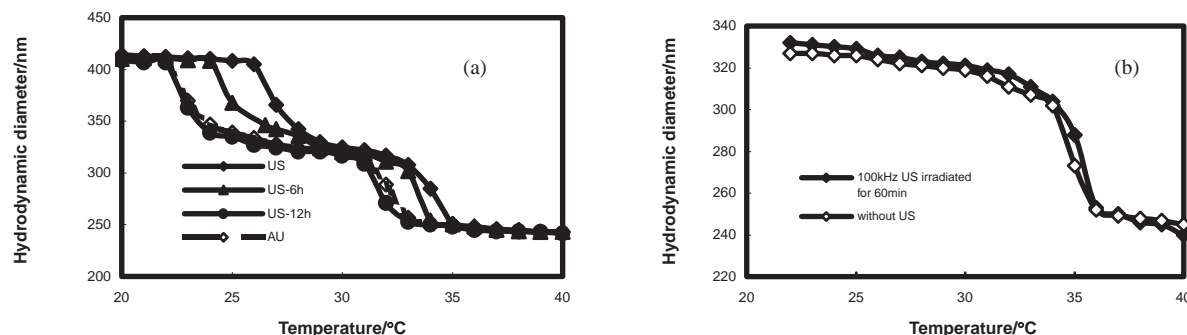 Hydrodynamic diameter/nm
450
400
350
300
250
200
(a)
US
US-6h
US-12h
AU
20 25 30 35 40
Temperature/°C
Hydrodynamic diameter/nm
340
320
300
280
260
240
220
(b)
100kHz US irradiated
for 60min
without US
20 25 30 35 40
Temperature/°C